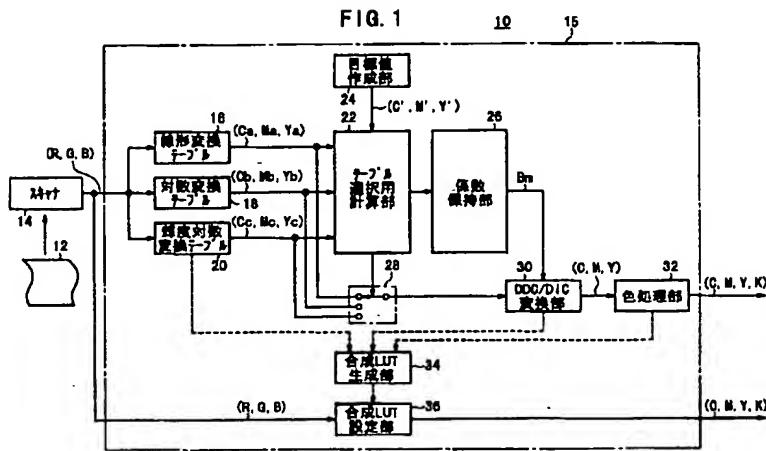 FIG. 1
10
15
目標値
作成部
24
(C', M', Y')
22
26
16
線形変換
テーブル
(Ca, Ma, Ya)
(R, G, B)
スキャナ
14
対数変換
テーブル
18
(Cb, Mb, Yb)
テーブル
選択用
計算部
係数
保持部
Bm
(Cc, Mc, Yc)
輝度対数
変換テーブル
20
12
28
30
DDC/DIC
変換部
(C, M, Y)
32
色処理部
(C, M, Y, K)
合成LUT
生成部
34
(R, G, B)
合成LUT
設定部
36
(C, M, Y, K)